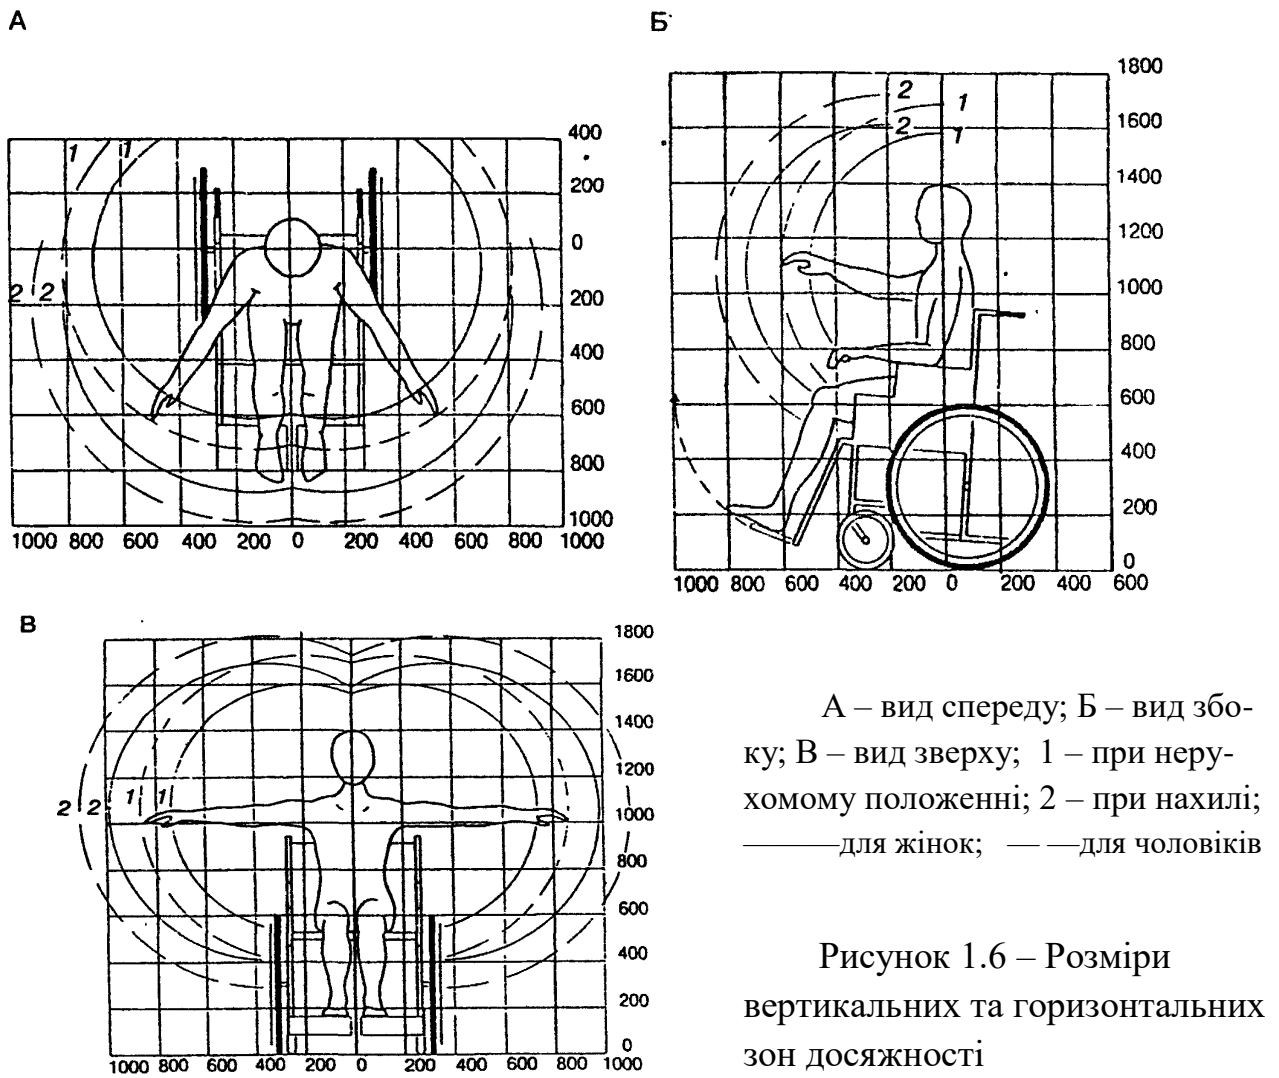 А
Б
400
200
0
200
400
600
800
1000
1000 800 600 400 200 0 200 400 600 800 1000
1 1
2 2
1800
1600
1400
1200
1000
800
600
400
200
0
1000 800 600 400 200 0 200 400 600
2 1
2 1
В
1800
1600
1400
1200
1000
800
600
400
200
0
1000 800 600 400 200 0 200 400 600 800 1000
2 2 1 1
А – вид спереду; Б – вид збо-
ку; В – вид зверху; 1 – при неру-
хомому положенні; 2 – при нахилі;
———для жінок; — —для чоловіків
Рисунок 1.6 – Розміри
вертикальних та горизонтальних
зон досяжності